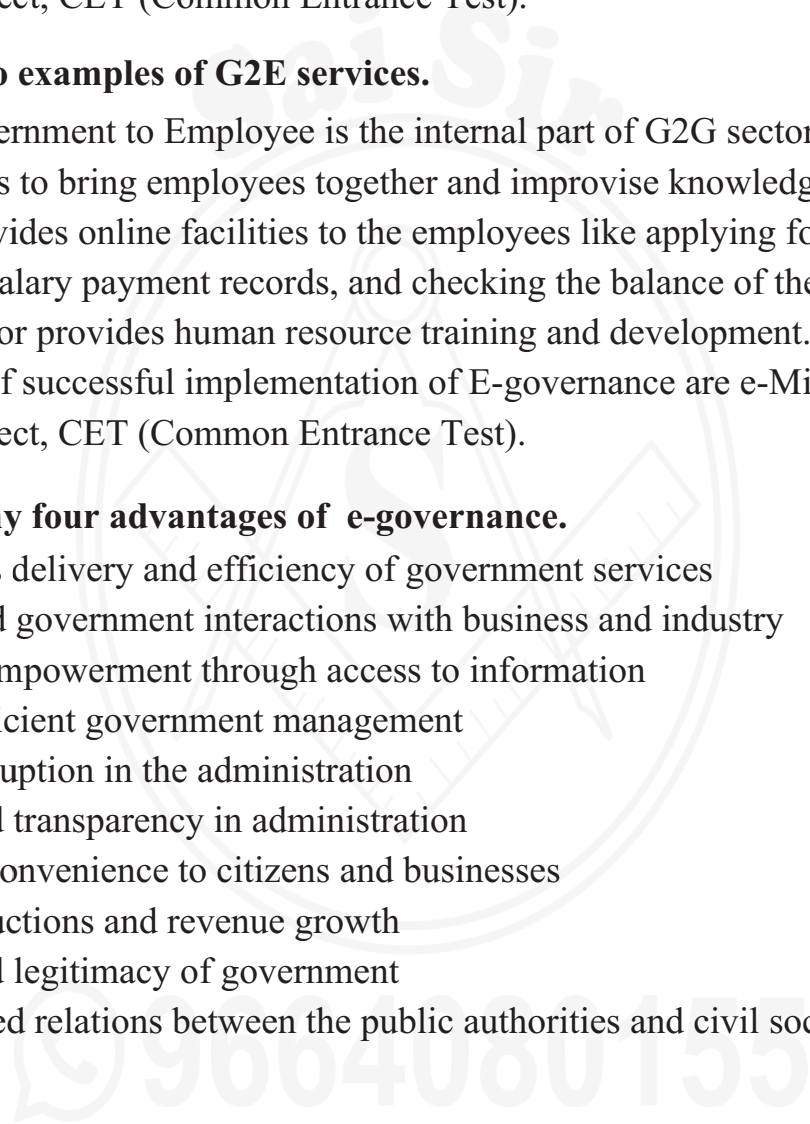 ect, CET (Common Entrance Test).
o examples of G2E services.
ernment to Employee is the internal part of G2G sector
s to bring employees together and improvise knowledg
vides online facilities to the employees like applying fo
alary payment records, and checking the balance of the
or provides human resource training and development.
f successful implementation of E-governance are e-Mi
ect, CET (Common Entrance Test).
ny four advantages of e-governance.
s delivery and efficiency of government services
d government interactions with business and industry
mpowerment through access to information
icient government management
uption in the administration
d transparency in administration
onvenience to citizens and businesses
uctions and revenue growth
d legitimacy of government
ed relations between the public authorities and civil soc
Sai Sir
S
9664080155